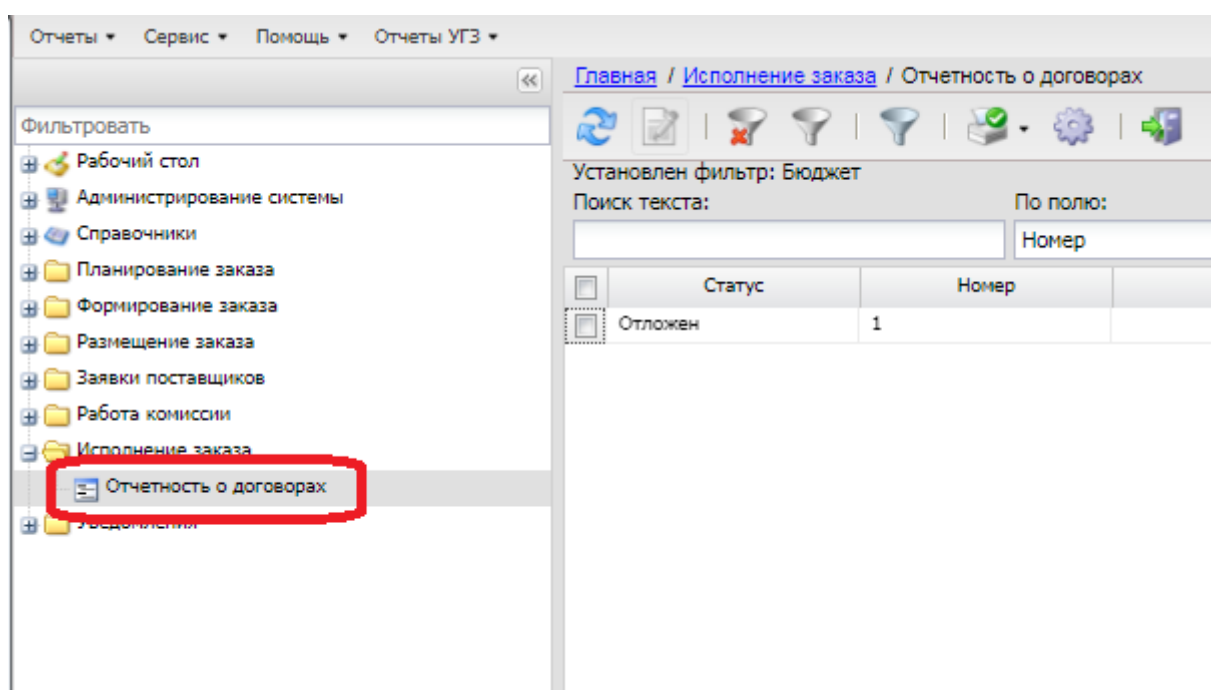 Отчеты Сервис Помощь Отчеты УГЗ
Главная / Исполнение заказа / Отчетность о договорах
Фильтровать
Рабочий стол
Администрирование системы
Справочники
Планирование заказа
Формирование заказа
Размещение заказа
Заявки поставщиков
Работа комиссии
Исполнение заказа
Отчетность о договорах
Уведомления
Установлен фильтр: Бюджет
Поиск текста: По полю:
Номер
Статус Номер
Отложен 1